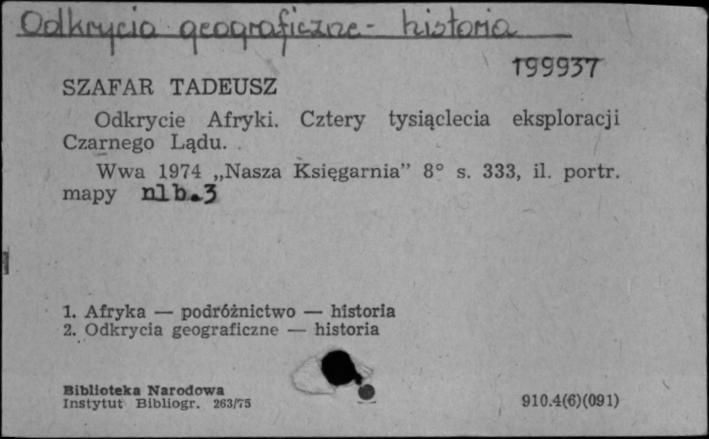 Odkrycia geograficzne - historia
199937
SZAFAR TADEUSZ
Odkrycie Afryki. Cztery tysiąclecia eksploracji
Czarnego Lądu.
Wwa 1974 „Nasza Księgarnia” 8° s. 333, il. portr.
mapy nlb.3
1. Afryka — podróżnictwo — historia
2. Odkrycia geograficzne — historia
Biblioteka Narodowa
Instytut Bibliogr. 263/75
910.4(6)(091)